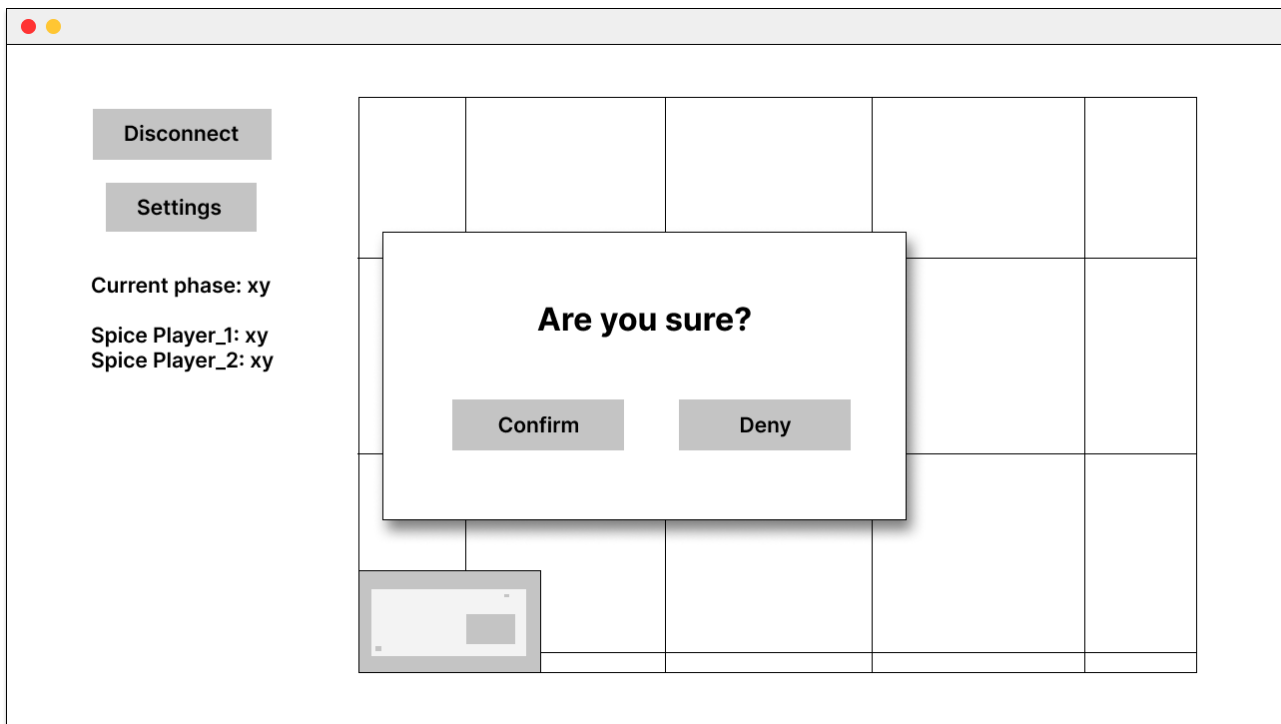 Disconnect
Settings
Current phase: xy
Spice Player_1: xy
Spice Player_2: xy
Are you sure?
Confirm
Deny